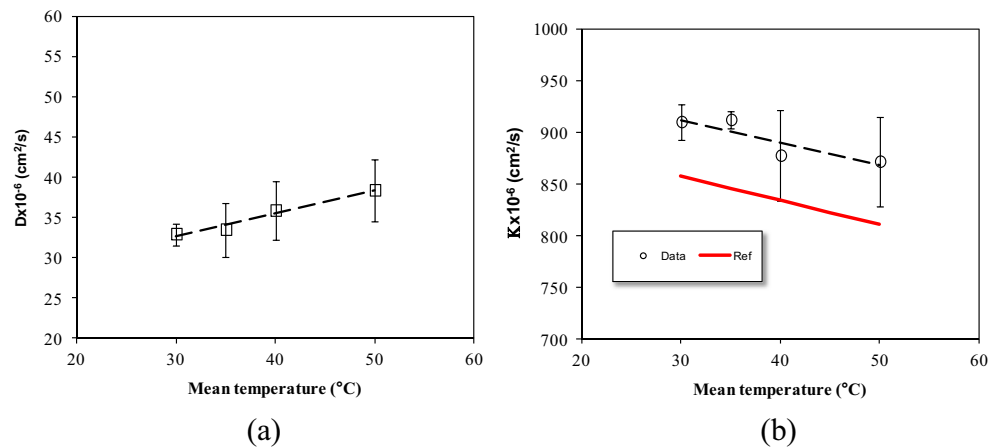 60
55
50
45
40
35
30
25
20
Dx10⁻⁶ (cm²/s)
20 30 40 50 60
Mean temperature (°C)
(a)
1000
950
900
850
800
750
700
Kx10⁻⁶ (cm²/s)
Data Ref
20 30 40 50 60
Mean temperature (°C)
(b)